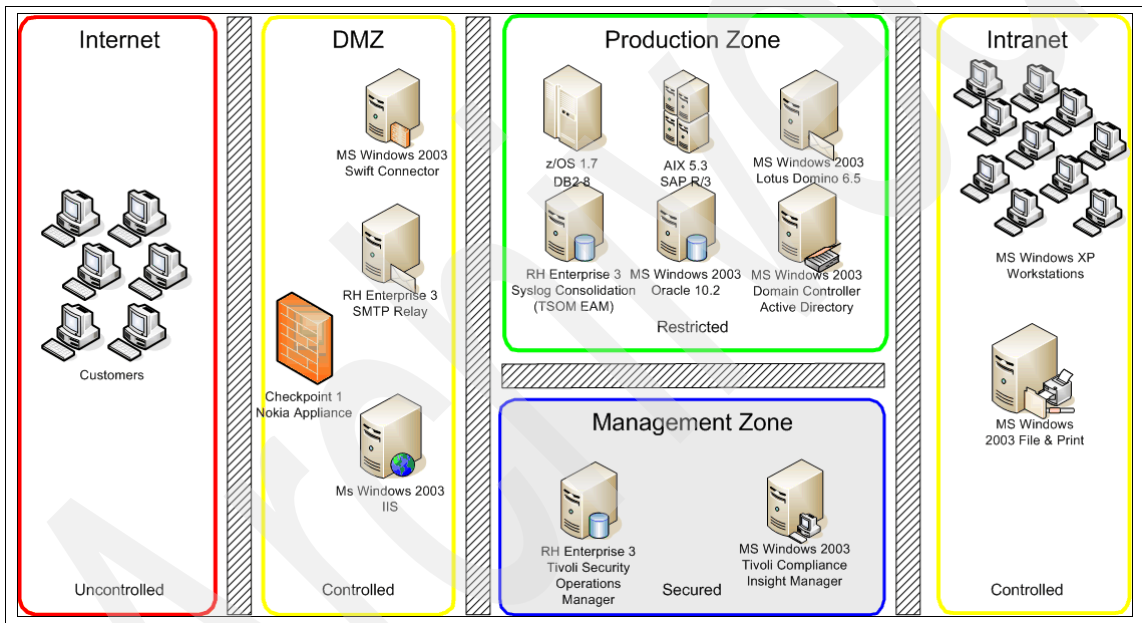 Internet
Customers
Uncontrolled
DMZ
MS Windows 2003
Swift Connector
RH Enterprise 3
SMTP Relay
Checkpoint 1
Nokia Appliance
Ms Windows 2003
IIS
Controlled
Production Zone
z/OS 1.7
DB2 8
AIX 5.3
SAP R/3
MS Windows 2003
Lotus Domino 6.5
RH Enterprise 3
Syslog Consolidation
(TSOM EAM)
MS Windows 2003
Oracle 10.2
MS Windows 2003
Domain Controller
Active Directory
Restricted
Management Zone
RH Enterprise 3
Tivoli Security
Operations
Manager
MS Windows 2003
Tivoli Compliance
Insight Manager
Secured
Intranet
MS Windows XP
Workstations
MS Windows
2003 File & Print
Controlled